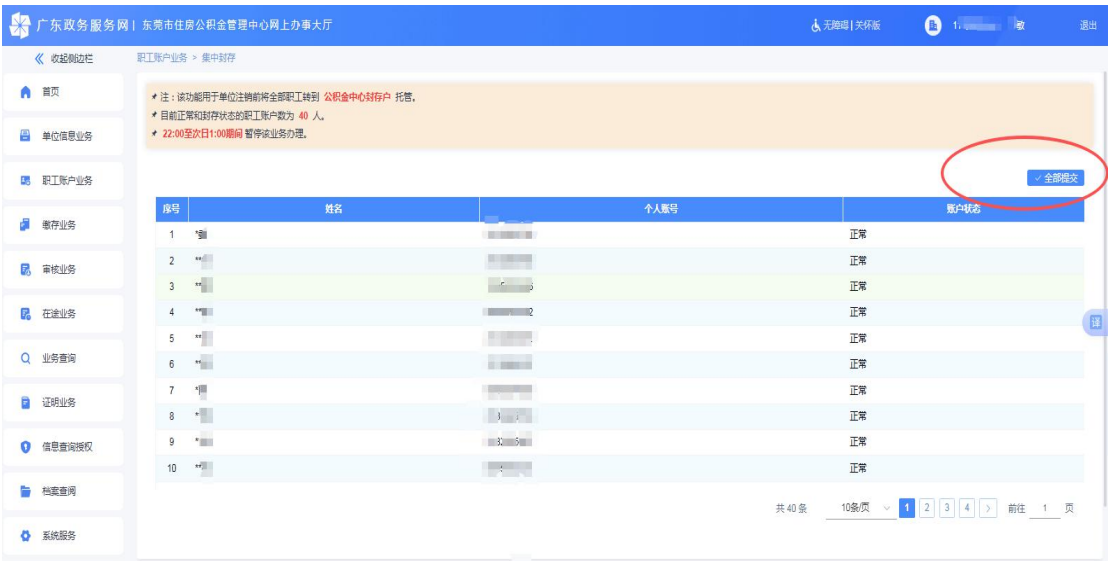 广东政务服务网 | 东莞市住房公积金管理中心网上办事大厅
无障碍 | 关怀版
退出
收起侧边栏
职工账户业务 > 集中封存
首页
单位信息业务
职工账户业务
缴存业务
审核业务
在途业务
业务查询
证明业务
信息查询授权
档案查阅
系统服务
注：该功能用于单位注销前将全部职工转到 公积金中心封存户 托管。
目前正常和封存状态的职工账户数为 40 人。
22:00至次日1:00期间 暂停该业务办理。
全部提交
序号 姓名 个人账号 账户状态
1 正常
2 正常
3 正常
4 正常
5 正常
6 正常
7 正常
8 正常
9 正常
10 正常
译
共 40 条 10条/页 1 2 3 4 > 前往 1 页